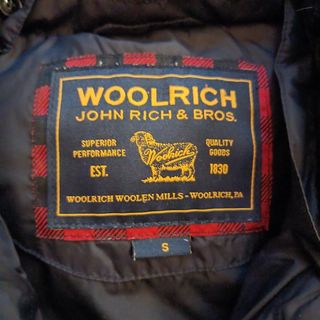 WOOLRICH
JOHN RICH & BROS.
SUPERIOR QUALITY
PERFORMANCE GOODS
Woolrich
EST. 1830
WOOLRICH WOOLEN MILLS - WOOLRICH, PA
S